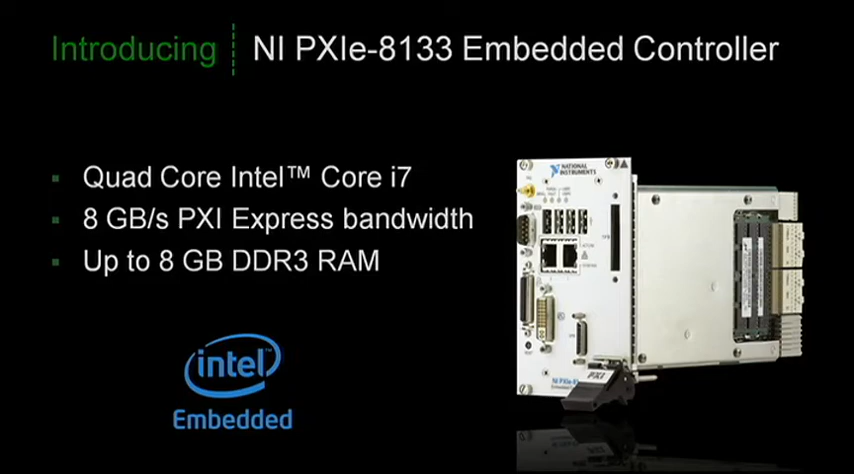 Introducing NI PXIe-8133 Embedded Controller
Quad Core Intel™ Core i7
8 GB/s PXI Express bandwidth
Up to 8 GB DDR3 RAM
intel
Embedded
NATIONAL
INSTRUMENTS
NI PXIe-81
PXI